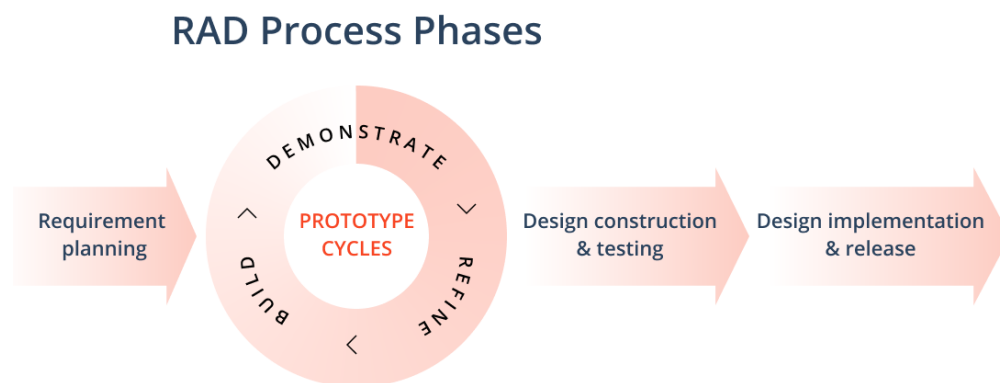 RAD Process Phases
Requirement
planning
DEMONSTRATE
REFINE
BUILD
PROTOTYPE
CYCLES
Design construction
& testing
Design implementation
& release